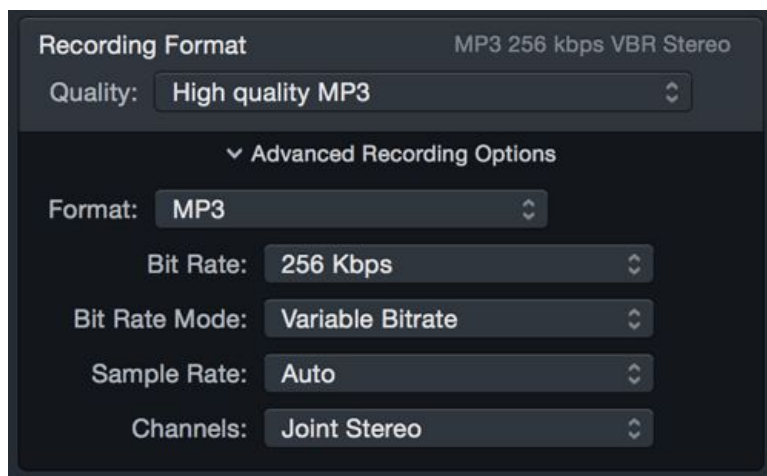 Recording Format MP3 256 kbps VBR Stereo
Quality: High quality MP3
Advanced Recording Options
Format: MP3
Bit Rate: 256 Kbps
Bit Rate Mode: Variable Bitrate
Sample Rate: Auto
Channels: Joint Stereo